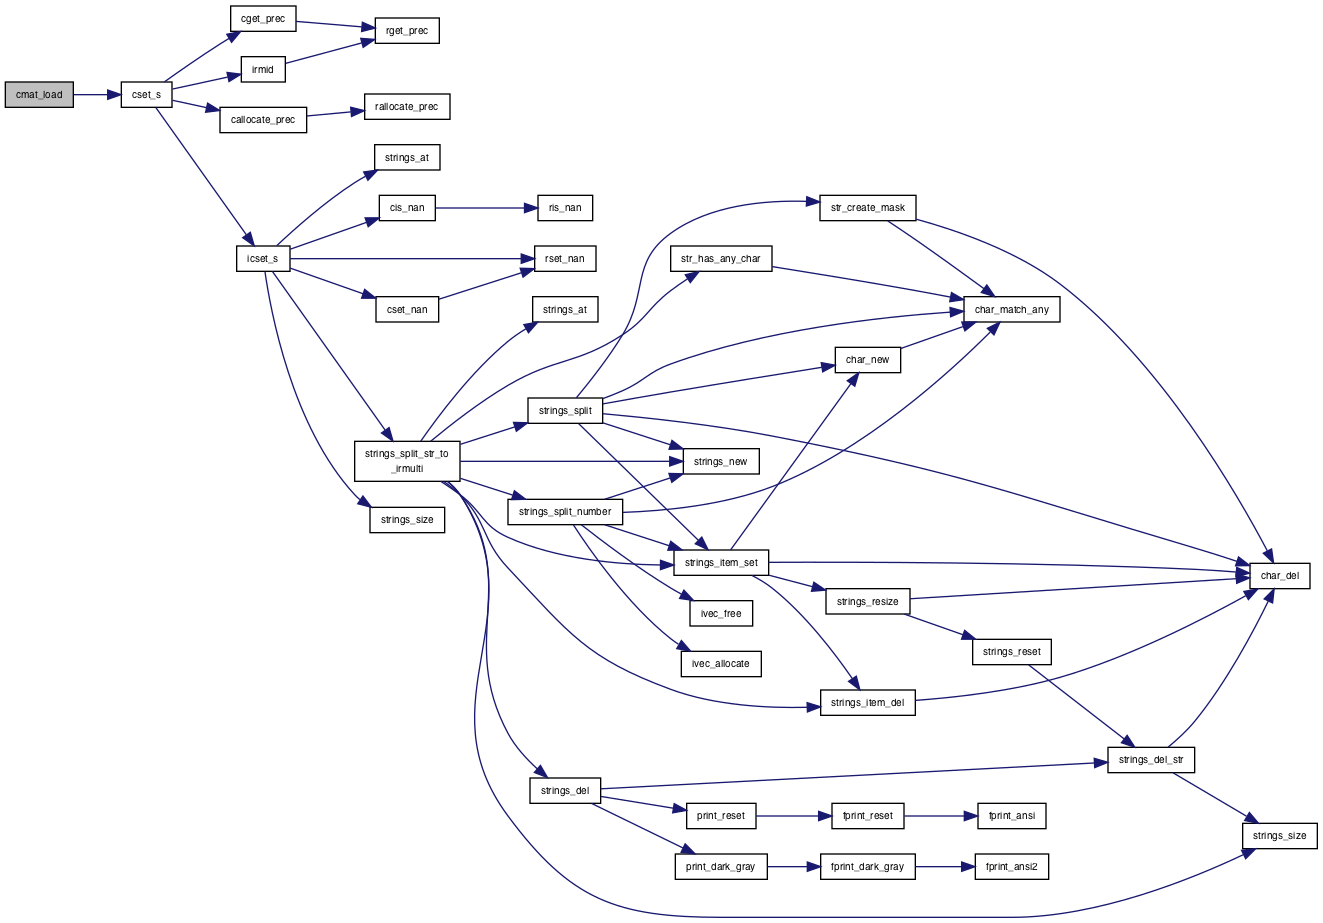 cmat_load
cset_s
cget_prec
rget_prec
irmid
callocate_prec
rallocate_prec
icset_s
strings_at
cis_nan
ris_nan
rset_nan
cset_nan
strings_at
strings_split_str_to
_irmulti
strings_size
str_create_mask
str_has_any_char
char_match_any
char_new
strings_split
strings_new
strings_split_number
strings_item_set
char_del
strings_resize
ivec_free
strings_reset
ivec_allocate
strings_item_del
strings_del_str
strings_del
print_reset
fprint_reset
fprint_ansi
strings_size
print_dark_gray
fprint_dark_gray
fprint_ansi2